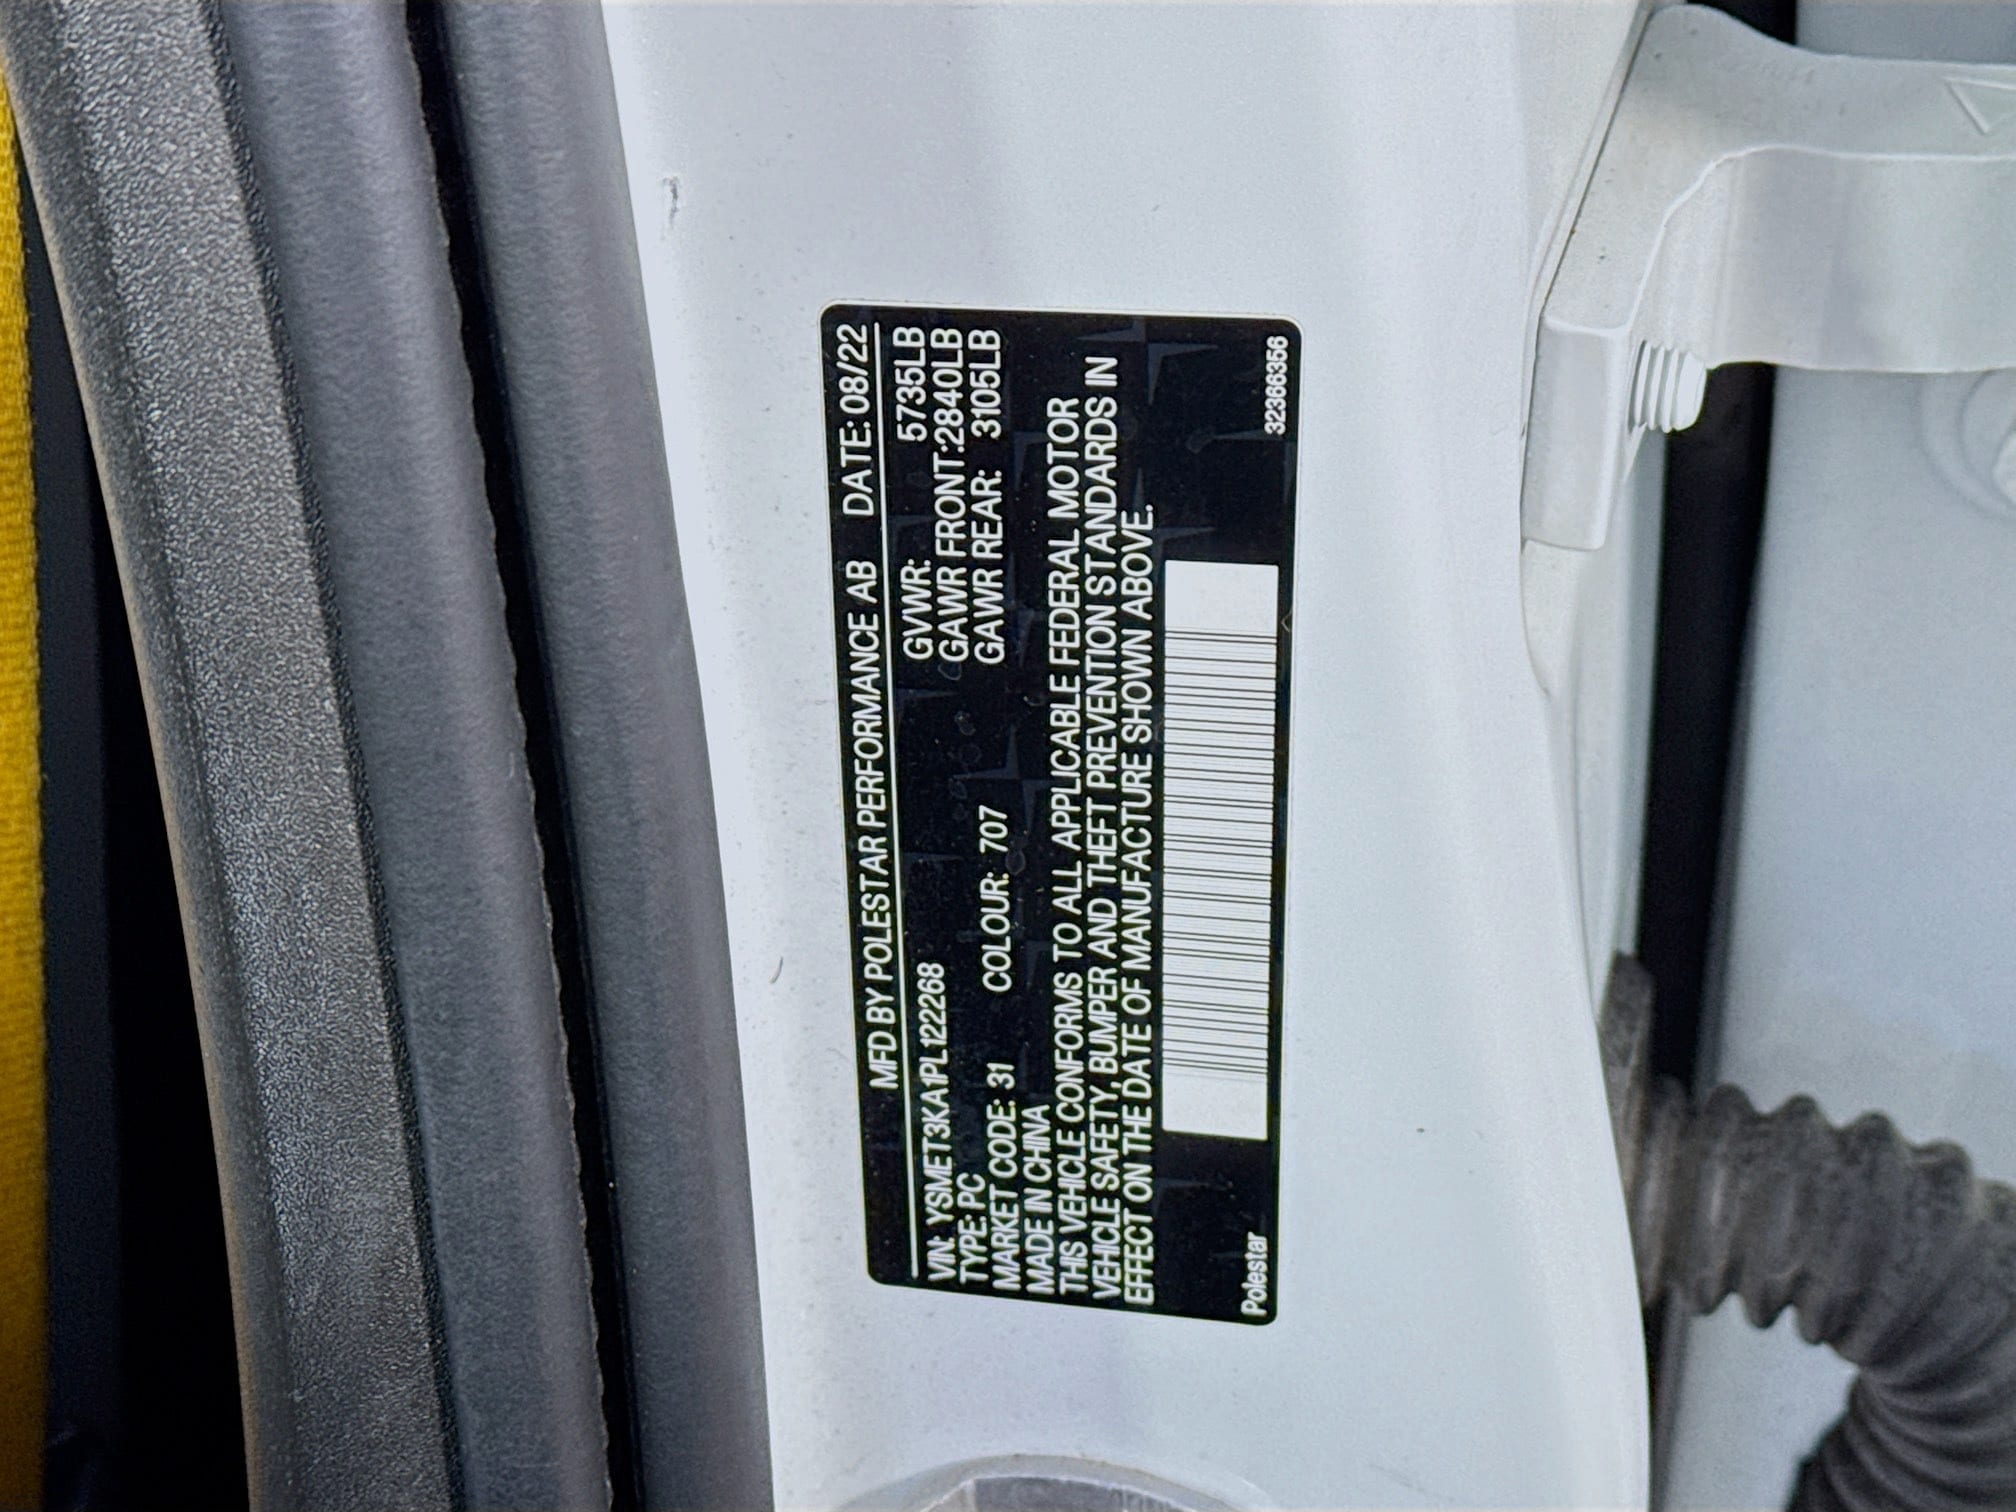 MFD BY POLESTAR PERFORMANCE AB DATE: 08/22
VIN: YSMET3KA1PL122268
TYPE: PC
MARKET CODE: 31 COLOUR: 707
MADE IN CHINA
GVWR: 5735LB
GAWR FRONT:2840LB
GAWR REAR: 3105LB
THIS VEHICLE CONFORMS TO ALL APPLICABLE FEDERAL MOTOR
VEHICLE SAFETY, BUMPER AND THEFT PREVENTION STANDARDS IN
EFFECT ON THE DATE OF MANUFACTURE SHOWN ABOVE.
Polestar
32366356